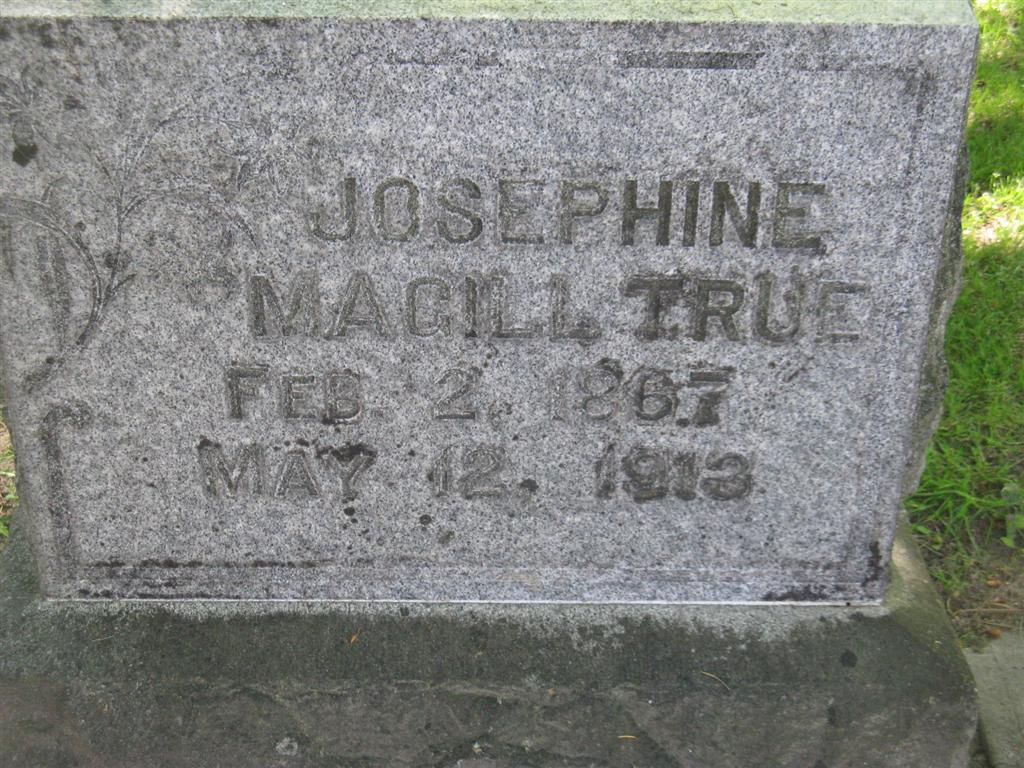 JOSEPHINE
MAGILL TRUE
FEB. 2, 1867
MAY 12, 1913